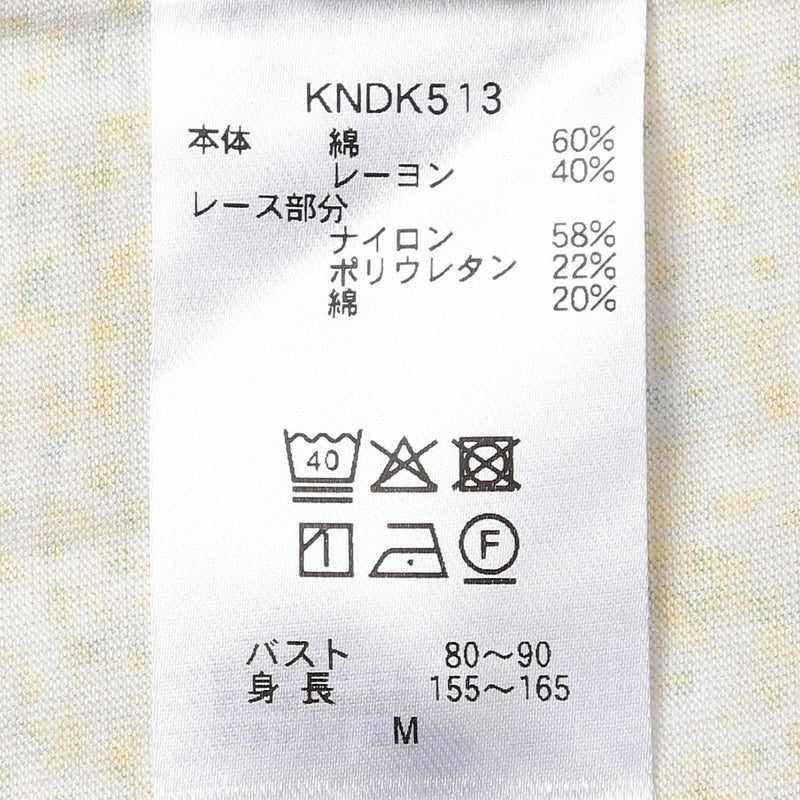 KNDK513
本体 綿 60%
レーヨン 40%
レース部分
ナイロン 58%
ポリウレタン 22%
綿 20%
40
F
バスト 80〜90
身長 155〜165
M